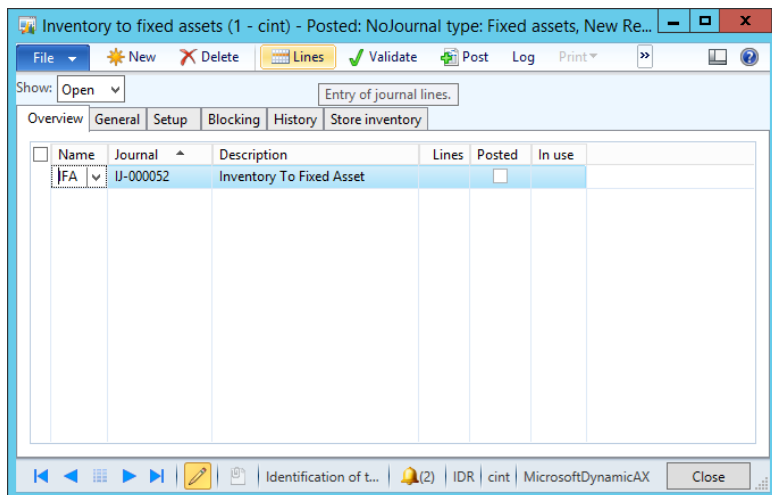 Inventory to fixed assets (1 - cint) - Posted: NoJournal type: Fixed assets, New Re...
File New Delete Lines Validate Post Log Print »
Show: Open
Entry of journal lines.
Overview General Setup Blocking History Store inventory
Name Journal Description Lines Posted In use
IFA IJ-000052 Inventory To Fixed Asset
Identification of t... (2) IDR cint MicrosoftDynamicAX Close